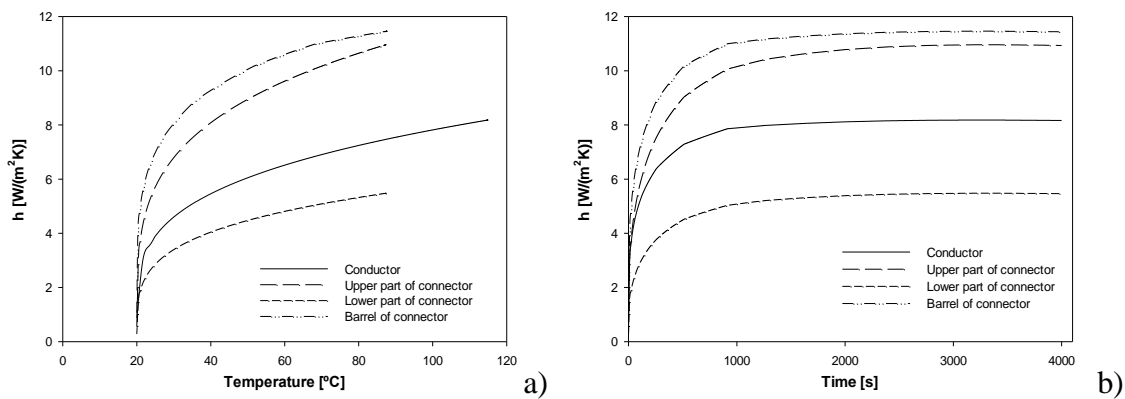 12
10
8
6
4
2
0
h [W/(m²K)]
0 20 40 60 80 100 120
Temperature [ºC]
Conductor
Upper part of connector
Lower part of connector
Barrel of connector
a)
12
10
8
6
4
2
0
h [W/(m²K)]
0 1000 2000 3000 4000
Time [s]
Conductor
Upper part of connector
Lower part of connector
Barrel of connector
b)